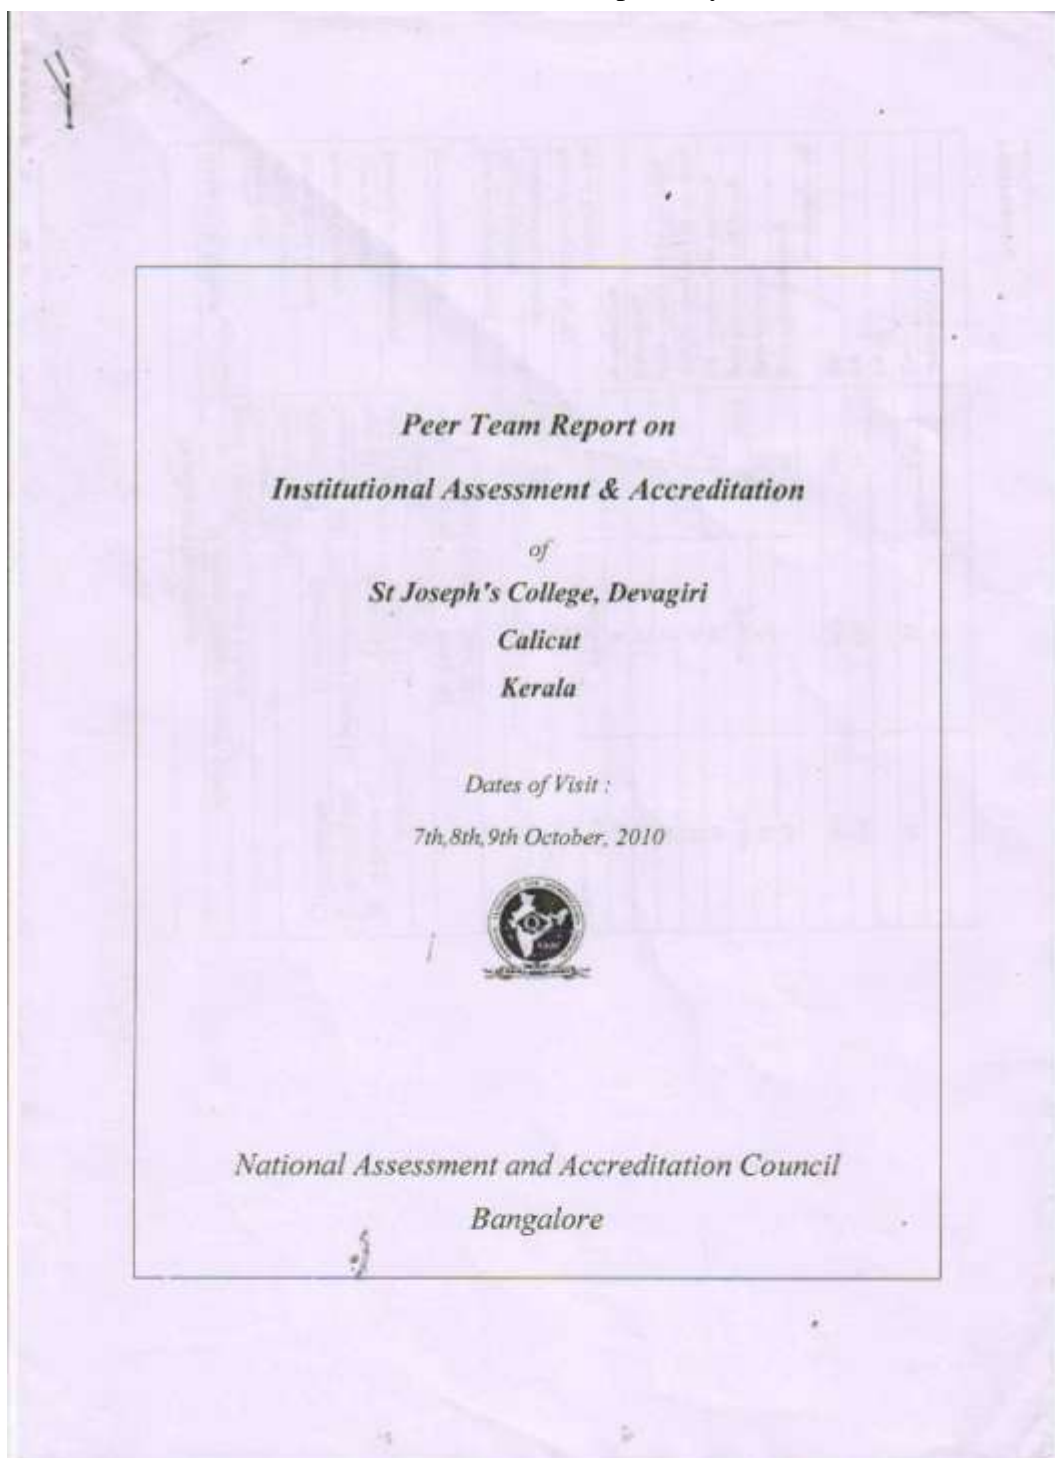 Peer Team Report on
Institutional Assessment & Accreditation
of
St Joseph's College, Devagiri
Calicut
Kerala
Dates of Visit :
7th,8th,9th October, 2010
National Assessment and Accreditation Council
Bangalore